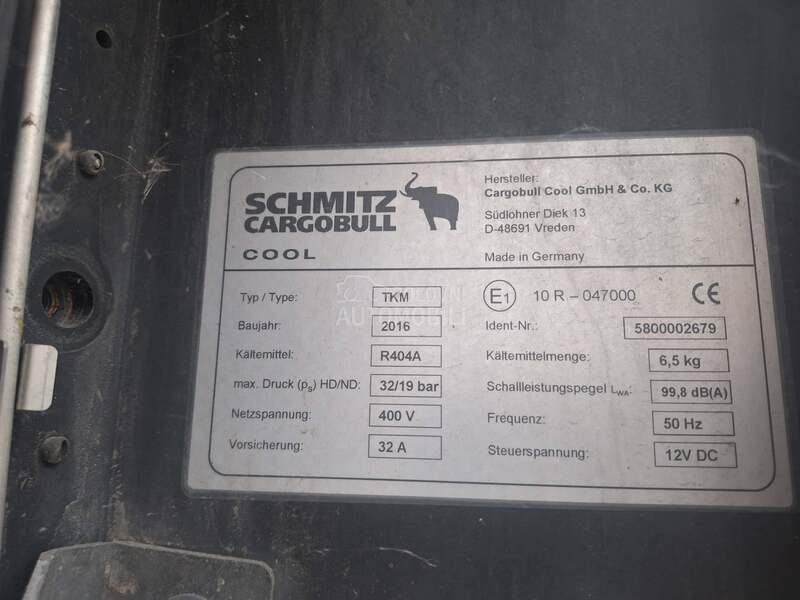 SCHMITZ
CARGOBULL
COOL
Hersteller:
Cargobull Cool GmbH & Co. KG
Südlohner Diek 13
D-48691 Vreden
Made in Germany
Typ / Type: TKM
E1 10 R – 047000 CE
Baujahr: 2016
Ident-Nr.: 5800002679
Kältemittel: R404A
Kältemittelmenge: 6,5 kg
max. Druck (ps) HD/ND: 32/19 bar
Schallleistungspegel LWA: 99,8 dB(A)
Netzspannung: 400 V
Frequenz: 50 Hz
Vorsicherung: 32 A
Steuerspannung: 12V DC
POLOVNI
AUTOMOBILI